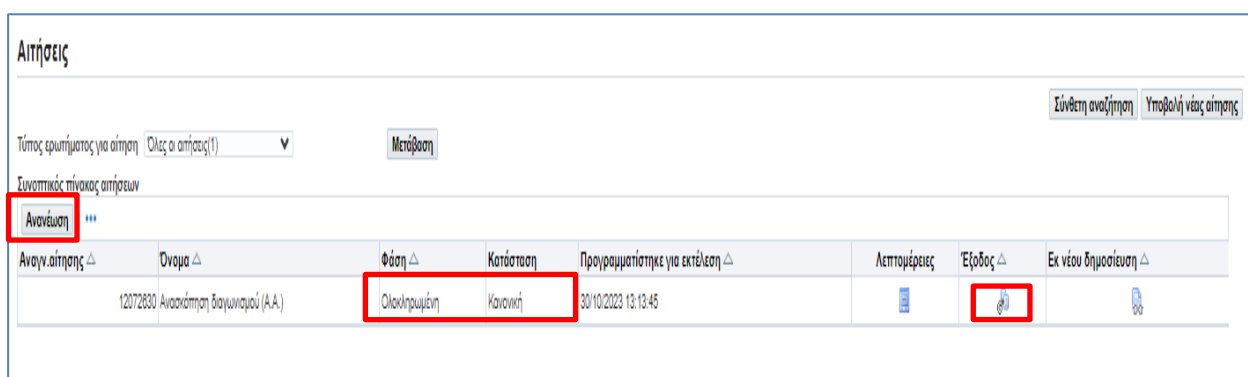 Αιτήσεις
Σύνθετη αναζήτηση Υποβολή νέας αίτησης
Τύπος ερωτήματος για αίτηση Όλες οι αιτήσεις(1) Μετάβαση
Συνοπτικός πίνακας αιτήσεων
Ανανέωση
Αναγν.αίτησης Όνομα Φάση Κατάσταση Προγραμματίστηκε για εκτέλεση Λεπτομέρειες Έξοδος Εκ νέου δημοσίευση
12072630 Ανασκόπηση διαγωνισμού (Α.Α.) Ολοκληρωμένη Κανονική 30/10/2023 13:13:45